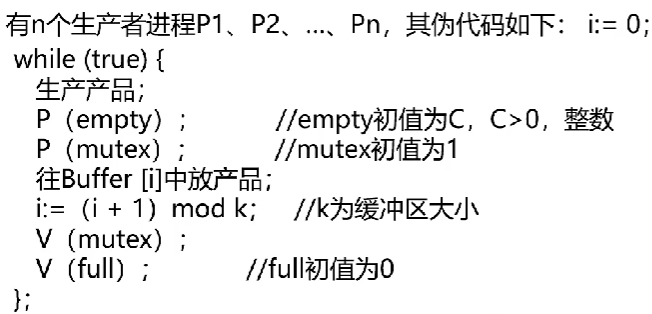 有n个生产者进程P1、P2、...、Pn，其伪代码如下： i:= 0；
while (true) {
生产产品；
P（empty）； //empty初值为C，C>0，整数
P（mutex）； //mutex初值为1
往Buffer [i]中放产品；
i:=（i + 1）mod k； //k为缓冲区大小
V（mutex）；
V（full）； //full初值为0
}；